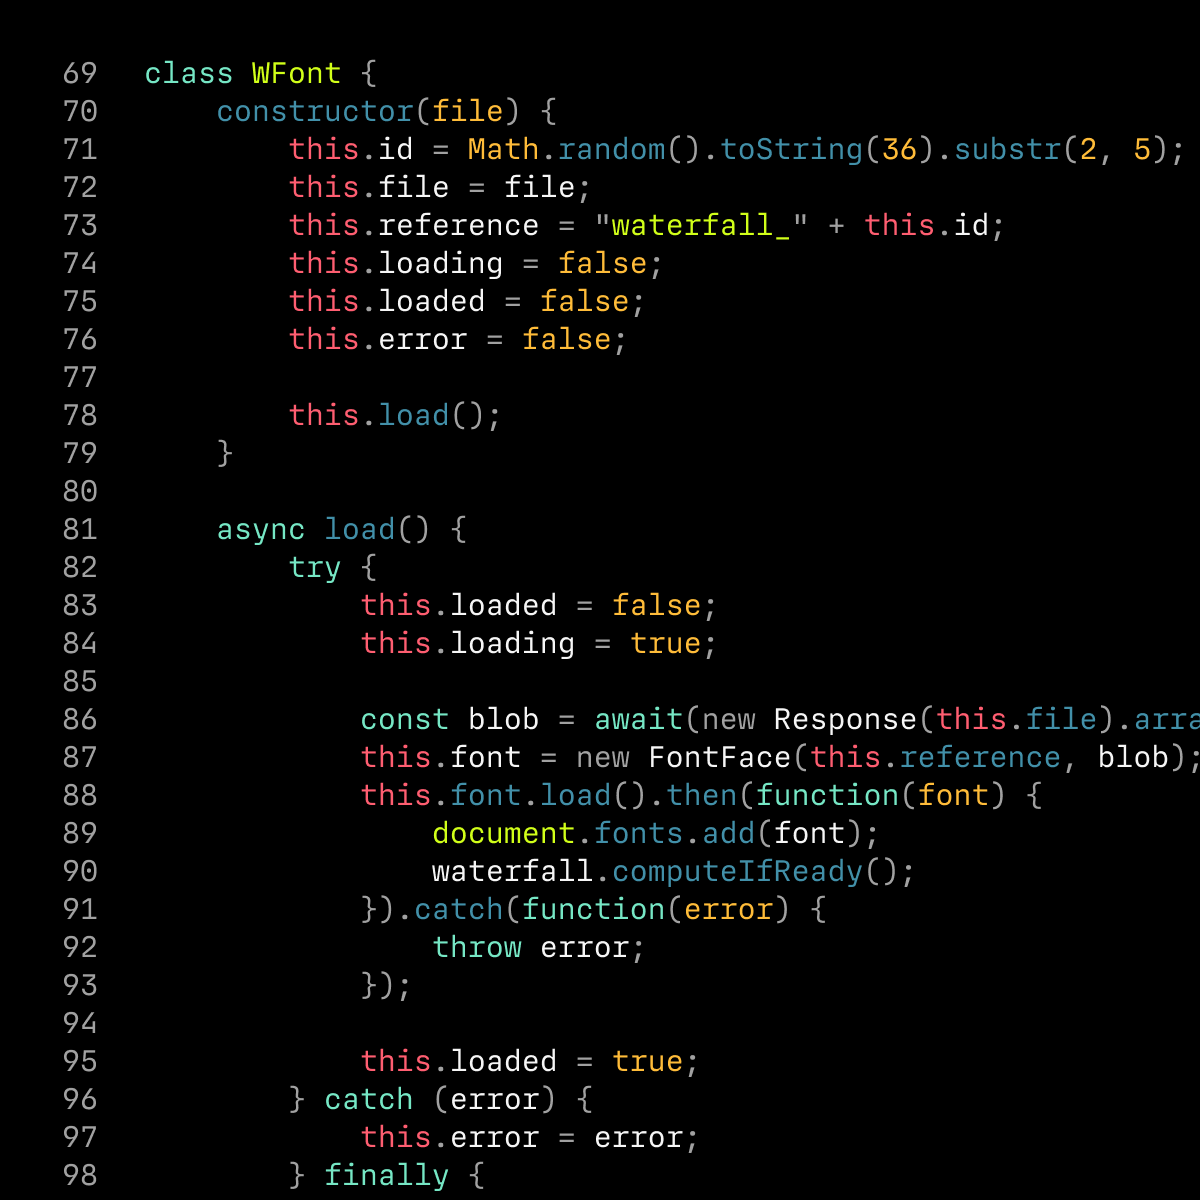 69 class WFont {
70 constructor(file) {
71 this.id = Math.random().toString(36).substr(2, 5);
72 this.file = file;
73 this.reference = "waterfall_" + this.id;
74 this.loading = false;
75 this.loaded = false;
76 this.error = false;
77
78 this.load();
79 }
80
81 async load() {
82 try {
83 this.loaded = false;
84 this.loading = true;
85
86 const blob = await(new Response(this.file).arra
87 this.font = new FontFace(this.reference, blob);
88 this.font.load().then(function(font) {
89 document.fonts.add(font);
90 waterfall.computeIfReady();
91 }).catch(function(error) {
92 throw error;
93 });
94
95 this.loaded = true;
96 } catch (error) {
97 this.error = error;
98 } finally {